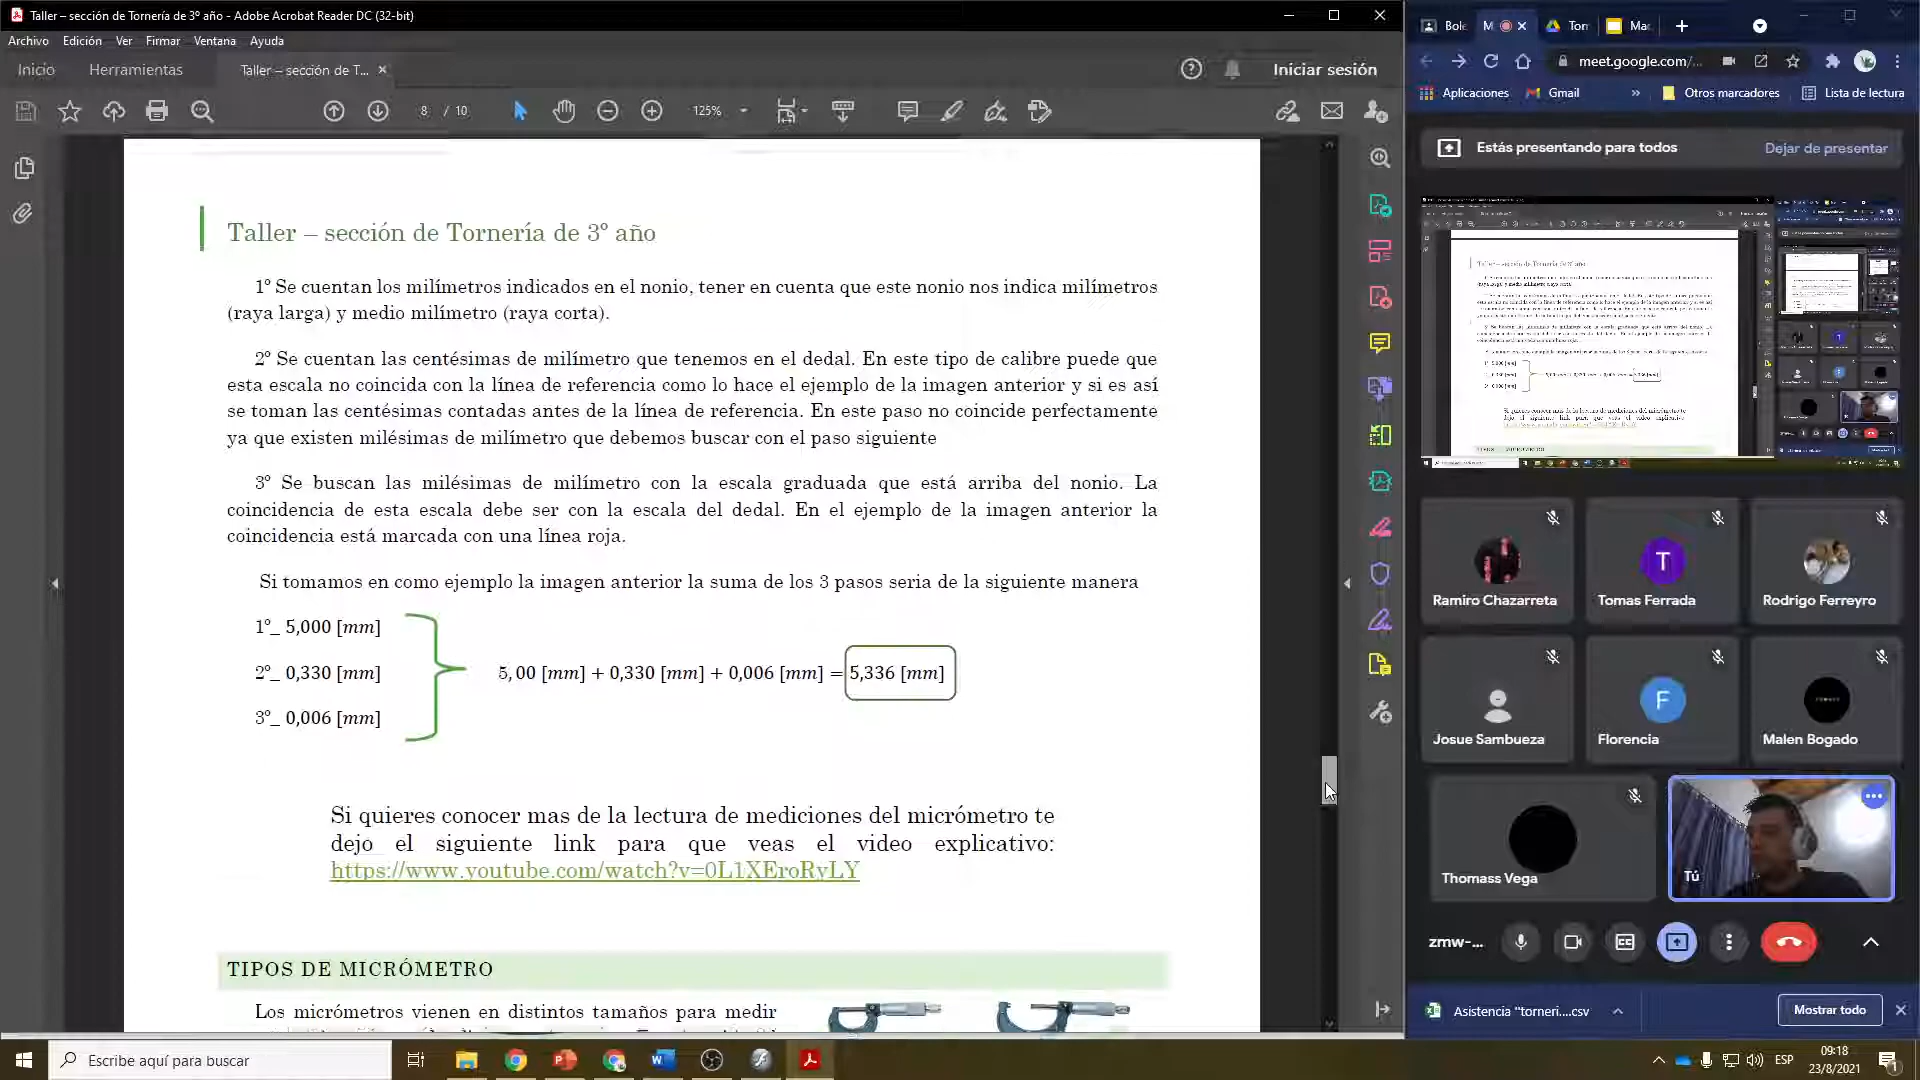 Taller – sección de Tornería de 3º año - Adobe Acrobat Reader DC (32-bit)
Archivo Edición Ver Firmar Ventana Ayuda
Inicio Herramientas Taller – sección de T... Iniciar sesión
8 / 10 125%
Taller – sección de Tornería de 3º año
1º Se cuentan los milímetros indicados en el nonio, tener en cuenta que este nonio nos indica milímetros
(raya larga) y medio milímetro (raya corta).
2º Se cuentan las centésimas de milímetro que tenemos en el dedal. En este tipo de calibre puede que
esta escala no coincida con la línea de referencia como lo hace el ejemplo de la imagen anterior y si es así
se toman las centésimas contadas antes de la línea de referencia. En este paso no coincide perfectamente
ya que existen milésimas de milímetro que debemos buscar con el paso siguiente
3º Se buscan las milésimas de milímetro con la escala graduada que está arriba del nonio. La
coincidencia de esta escala debe ser con la escala del dedal. En el ejemplo de la imagen anterior la
coincidencia está marcada con una línea roja.
Si tomamos en como ejemplo la imagen anterior la suma de los 3 pasos seria de la siguiente manera
1º_ 5,000 [mm]
2º_ 0,330 [mm]
3º_ 0,006 [mm]
5,00 [mm] + 0,330 [mm] + 0,006 [mm] = 5,336 [mm]
Si quieres conocer mas de la lectura de mediciones del micrómetro te
dejo el siguiente link para que veas el video explicativo:
https://www.youtube.com/watch?v=0L1XEroRyLY
TIPOS DE MICRÓMETRO
Los micrómetros vienen en distintos tamaños para medir
Bole M Torn Mac
meet.google.com/...
Aplicaciones Gmail » Otros marcadores Lista de lectura
Estás presentando para todos Dejar de presentar
Ramiro Chazarreta
T
Tomas Ferrada
Rodrigo Ferreyro
Josue Sambueza
F
Florencia
Malen Bogado
Thomass Vega
Tú
zmw-...
Asistencia "torneri....csv Mostrar todo
Escribe aquí para buscar
ESP 09:18
23/8/2021